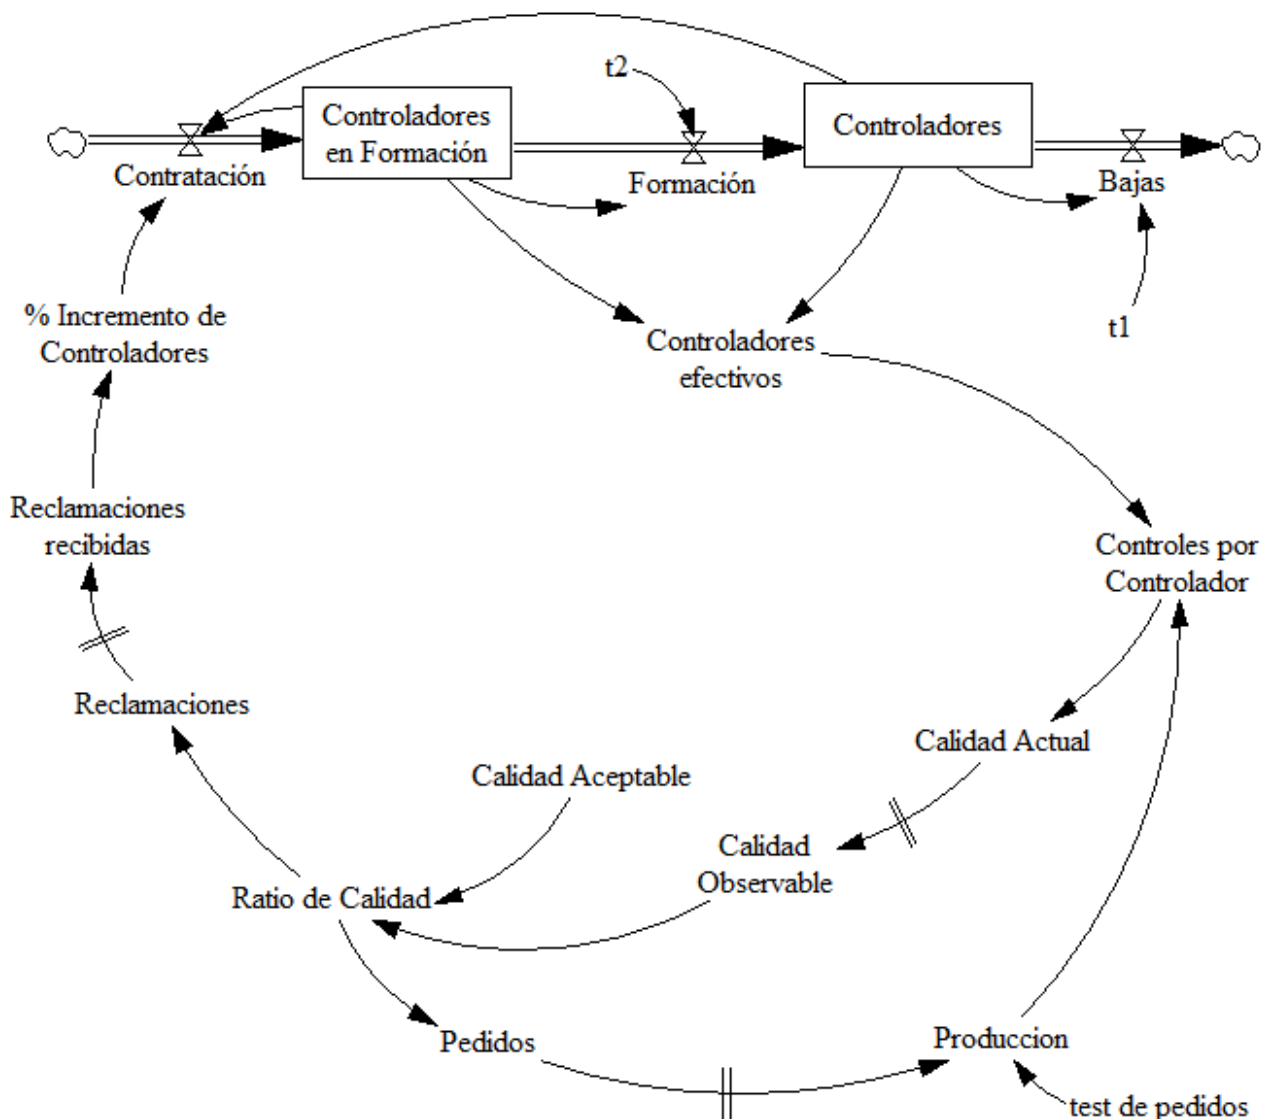 t2
Controladores
en Formación
Controladores
Contratación
Formación
Bajas
% Incremento de
Controladores
Controladores
efectivos
t1
Reclamaciones
recibidas
Controles por
Controlador
Reclamaciones
Calidad Actual
Calidad Aceptable
Calidad
Observable
Ratio de Calidad
Pedidos
Produccion
test de pedidos